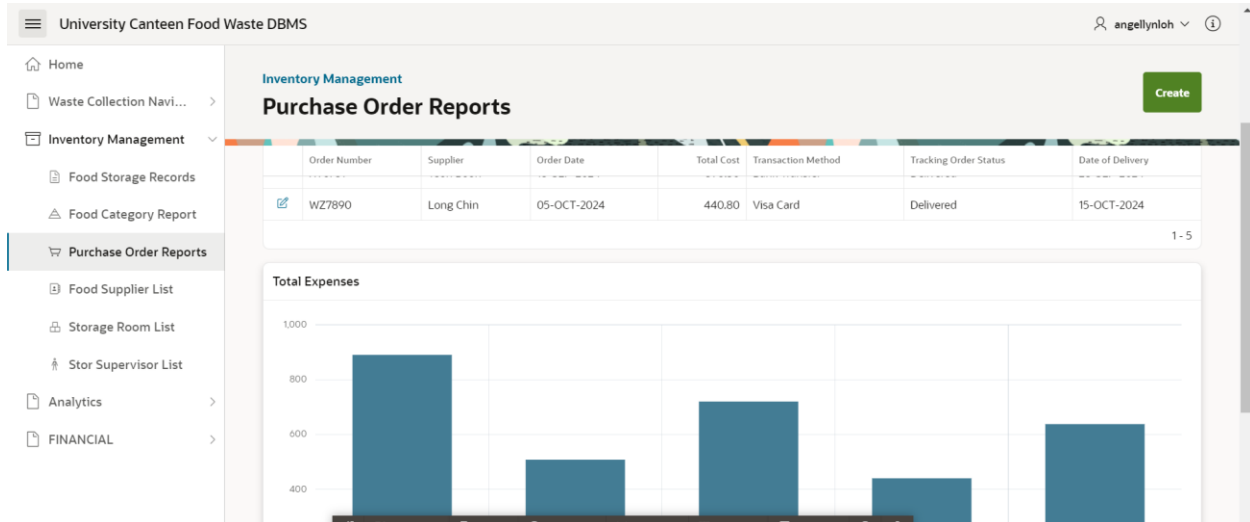 University Canteen Food Waste DBMS
angellynloh
Home
Waste Collection Navi...
Inventory Management
Food Storage Records
Food Category Report
Purchase Order Reports
Food Supplier List
Storage Room List
Stor Supervisor List
Analytics
FINANCIAL
Inventory Management
Purchase Order Reports
Create
Order Number Supplier Order Date Total Cost Transaction Method Tracking Order Status Date of Delivery
WZ7890 Long Chin 05-OCT-2024 440.80 Visa Card Delivered 15-OCT-2024
1 - 5
Total Expenses
1,000
800
600
400